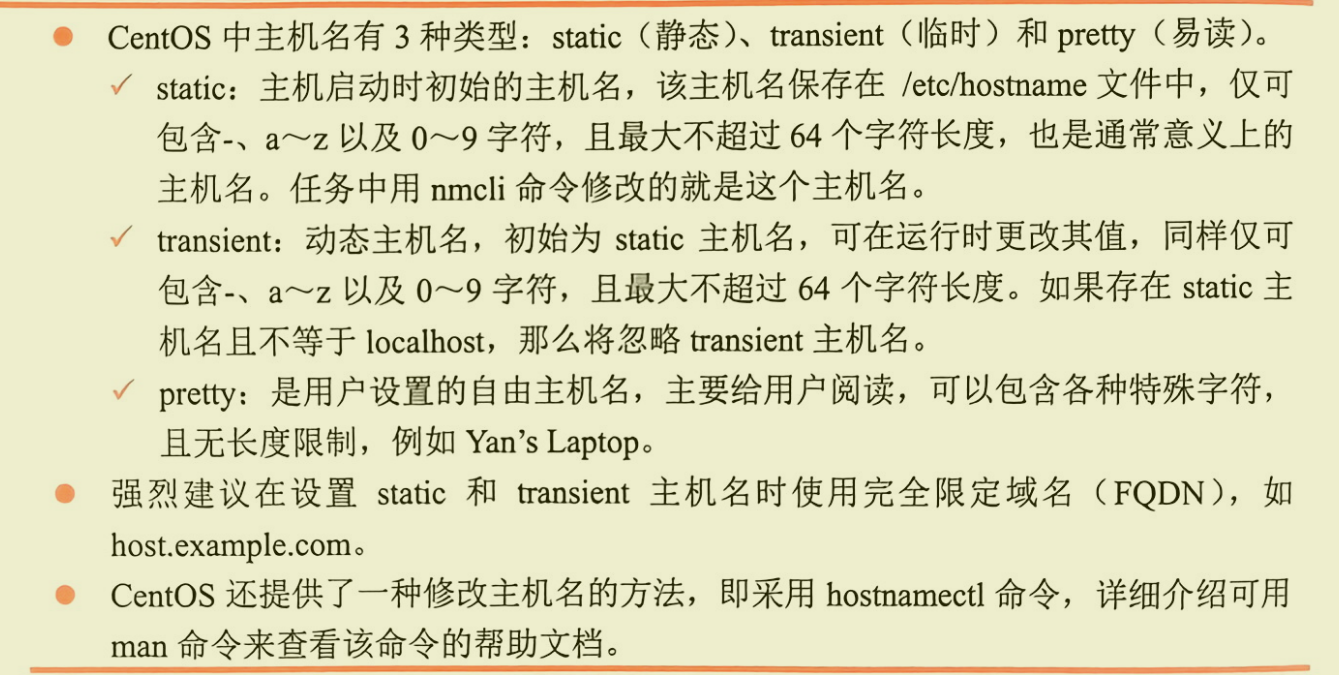 ● CentOS 中主机名有 3 种类型：static（静态）、transient（临时）和 pretty（易读）。
✓ static：主机启动时初始的主机名，该主机名保存在 /etc/hostname 文件中，仅可
包含-、a～z 以及 0～9 字符，且最大不超过 64 个字符长度，也是通常意义上的
主机名。任务中用 nmcli 命令修改的就是这个主机名。
✓ transient：动态主机名，初始为 static 主机名，可在运行时更改其值，同样仅可
包含-、a～z 以及 0～9 字符，且最大不超过 64 个字符长度。如果存在 static 主
机名且不等于 localhost，那么将忽略 transient 主机名。
✓ pretty：是用户设置的自由主机名，主要给用户阅读，可以包含各种特殊字符，
且无长度限制，例如 Yan’s Laptop。
● 强烈建议在设置 static 和 transient 主机名时使用完全限定域名（FQDN），如
host.example.com。
● CentOS 还提供了一种修改主机名的方法，即采用 hostnamectl 命令，详细介绍可用
man 命令来查看该命令的帮助文档。